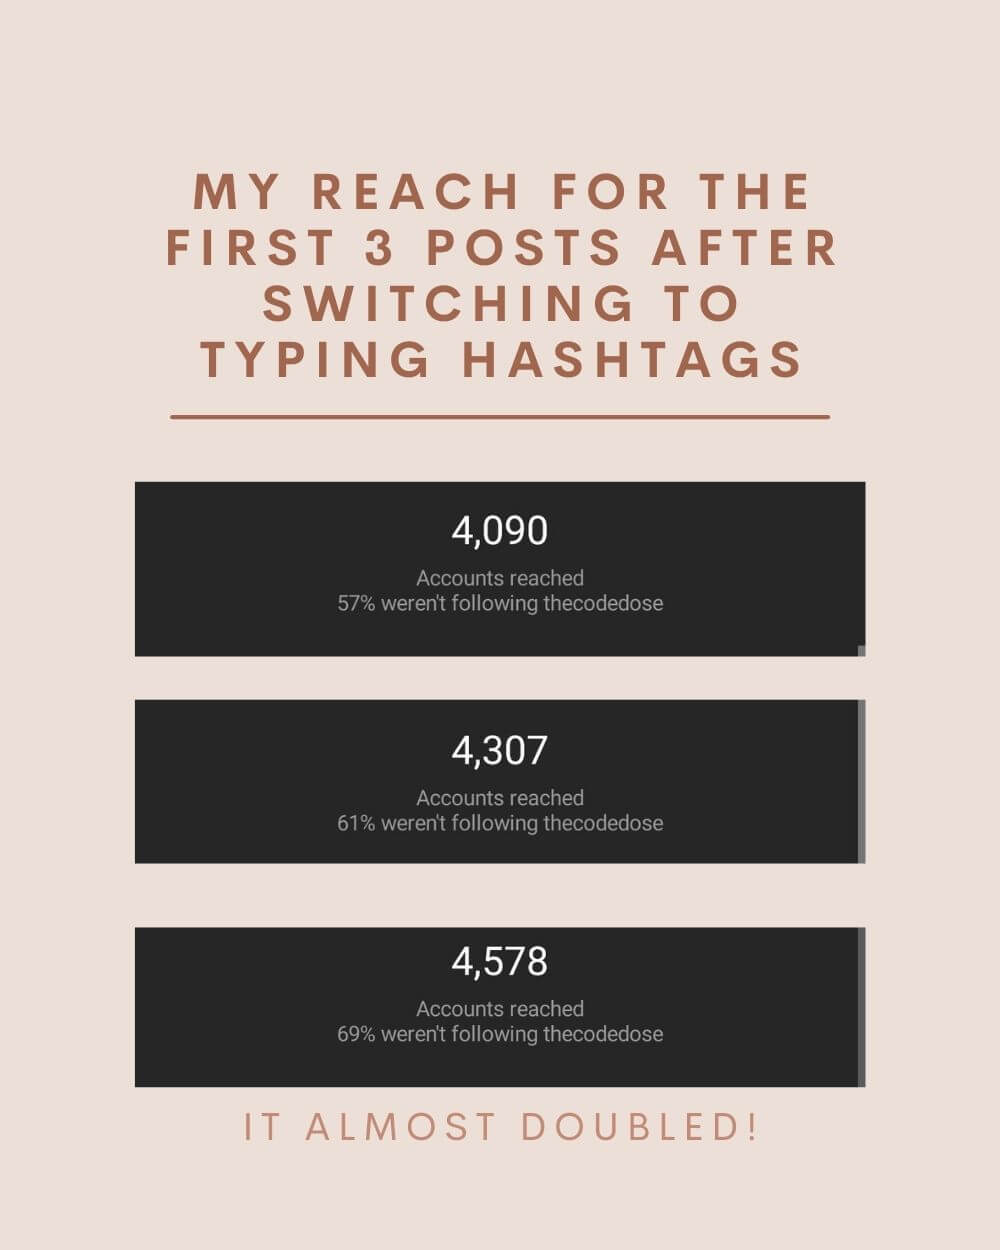 MY REACH FOR THE
FIRST 3 POSTS AFTER
SWITCHING TO
TYPING HASHTAGS
4,090
Accounts reached
57% weren't following thecodedose
4,307
Accounts reached
61% weren't following thecodedose
4,578
Accounts reached
69% weren't following thecodedose
IT ALMOST DOUBLED!